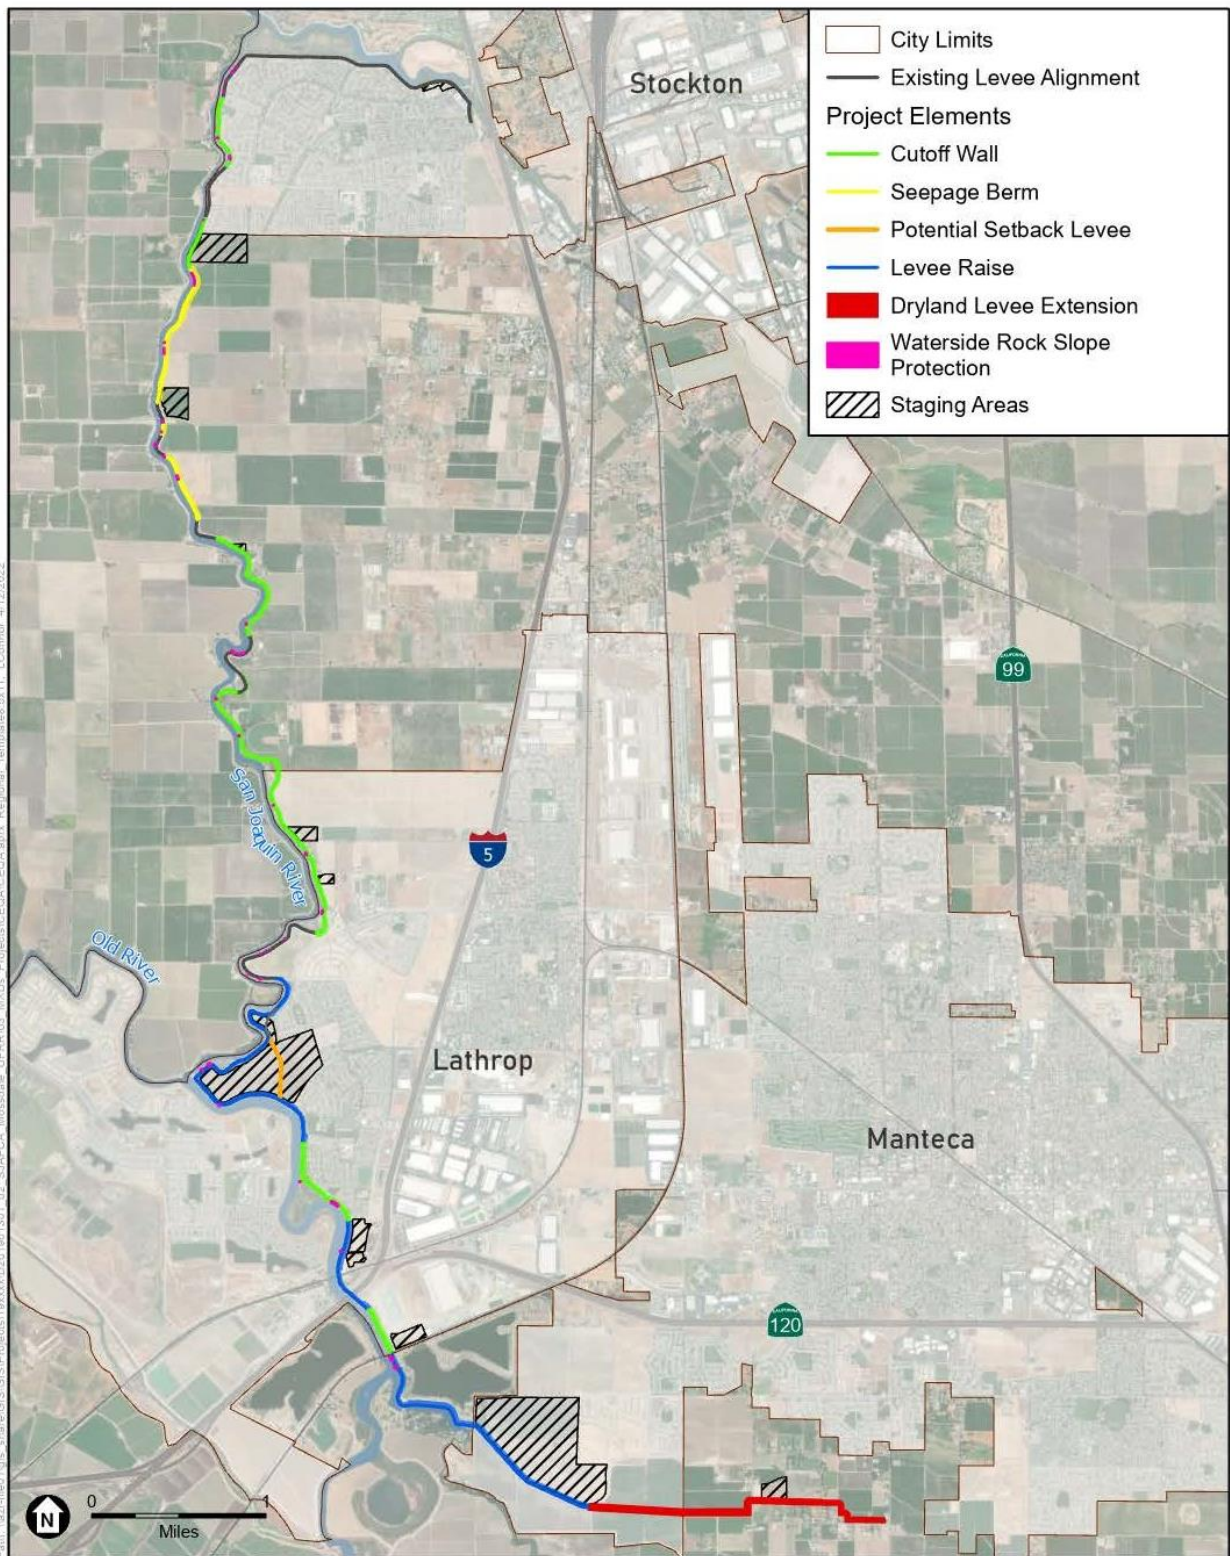 City Limits
Existing Levee Alignment
Project Elements
Cutoff Wall
Seepage Berm
Potential Setback Levee
Levee Raise
Dryland Levee Extension
Waterside Rock Slope
Protection
Staging Areas
Stockton
CALIFORNIA
99
San Joaquin River
5
Old River
Lathrop
Manteca
CALIFORNIA
120
N
0
1
Miles